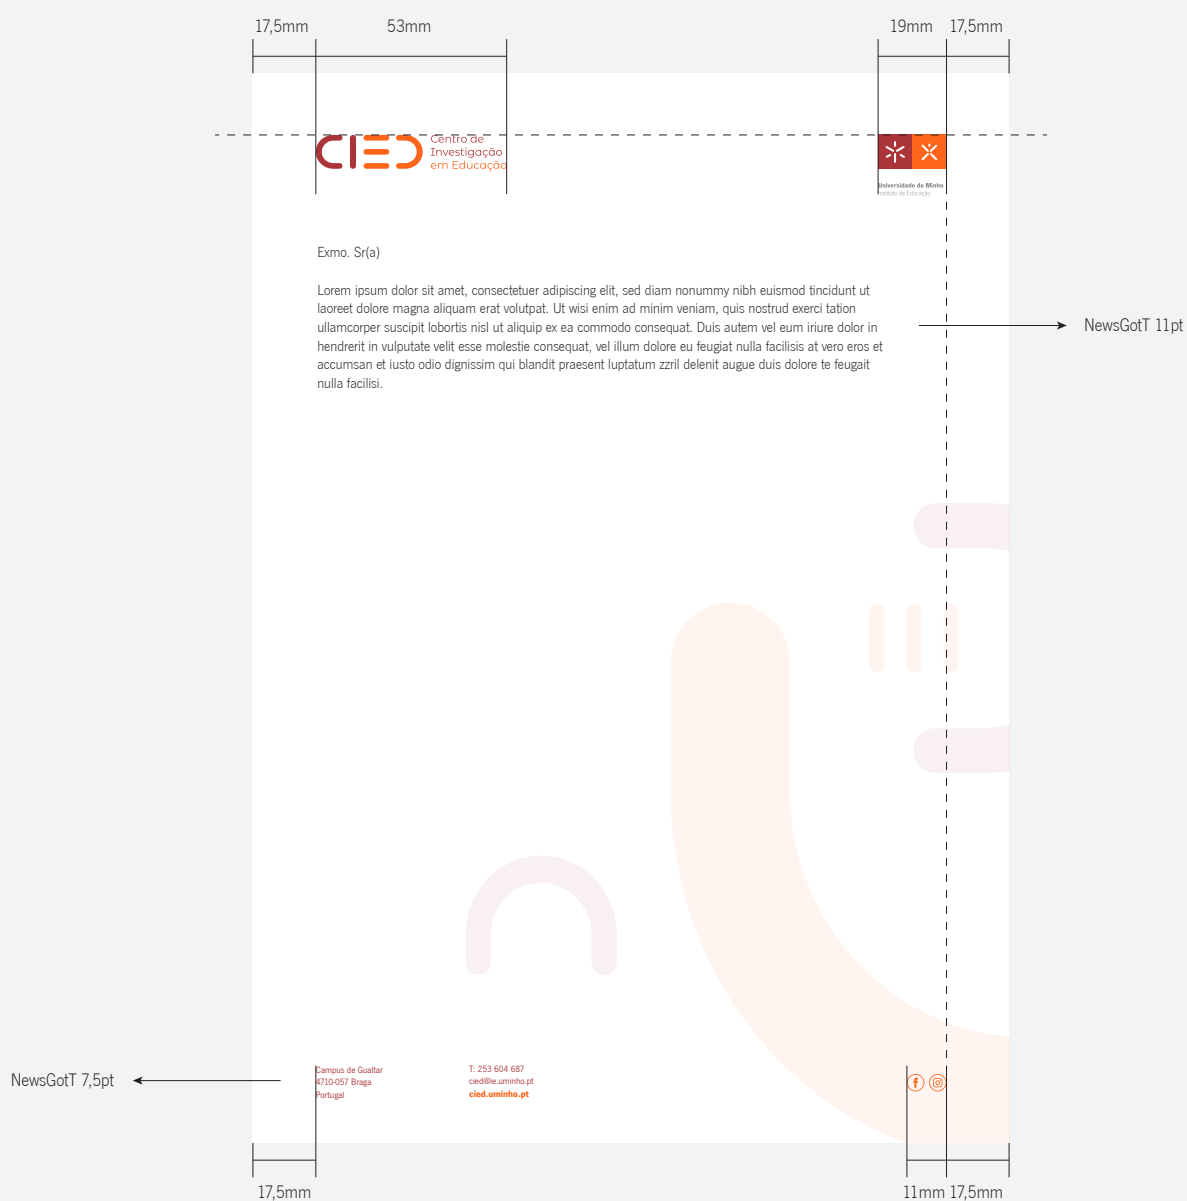 17,5mm 53mm 19mm 17,5mm
CIED
Centro de
Investigação
em Educação
Universidade do Minho
Instituto de Educação
Exmo. Sr(a)
Lorem ipsum dolor sit amet, consectetuer adipiscing elit, sed diam nonummy nibh euismod tincidunt ut
laoreet dolore magna aliquam erat volutpat. Ut wisi enim ad minim veniam, quis nostrud exerci tation
ullamcorper suscipit lobortis nisl ut aliquip ex ea commodo consequat. Duis autem vel eum iriure dolor in
hendrerit in vulputate velit esse molestie consequat, vel illum dolore eu feugiat nulla facilisis at vero eros et
accumsan et iusto odio dignissim qui blandit praesent luptatum zzril delenit augue duis dolore te feugait
nulla facilisi.
NewsGotT 11pt
NewsGotT 7,5pt
Campus de Gualtar
4710-057 Braga
Portugal
T: 253 604 687
cied@ie.uminho.pt
cied.uminho.pt
17,5mm 11mm 17,5mm